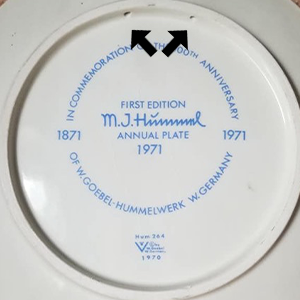 IN COMMEMORATION OF THE 100TH ANNIVERSARY
FIRST EDITION
M.J.Hummel
1871 ANNUAL PLATE 1971
1971
OF W. GOEBEL-HUMMELWERK W. GERMANY
Hum 264
1970